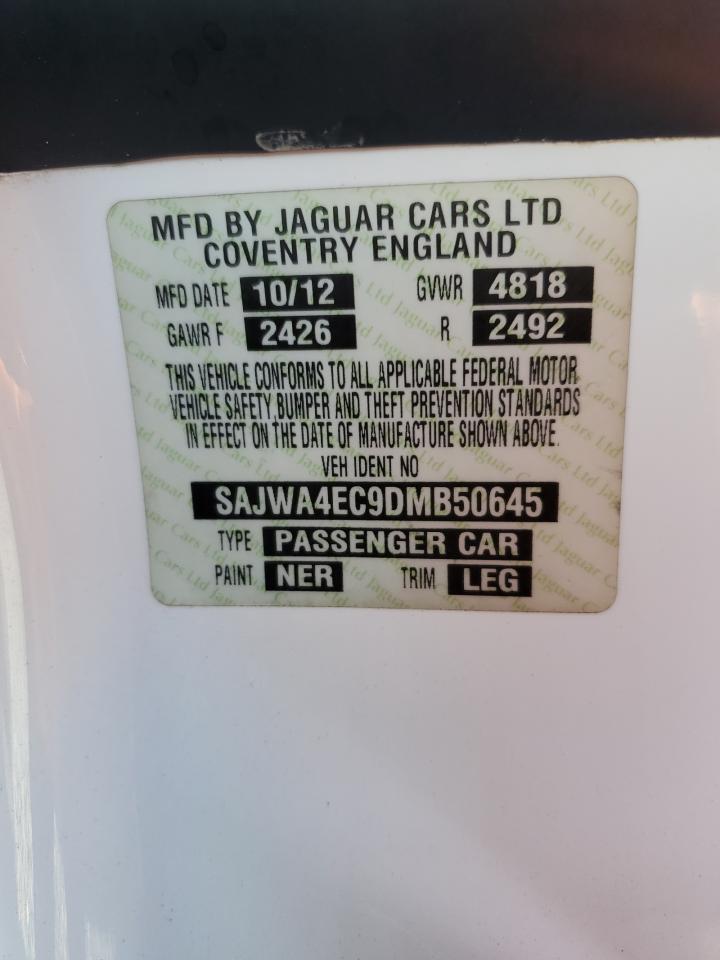 MFD BY JAGUAR CARS LTD
COVENTRY ENGLAND
MFD DATE 10/12 GVWR 4818
GAWR F 2426 R 2492
THIS VEHICLE CONFORMS TO ALL APPLICABLE FEDERAL MOTOR
VEHICLE SAFETY, BUMPER AND THEFT PREVENTION STANDARDS
IN EFFECT ON THE DATE OF MANUFACTURE SHOWN ABOVE.
VEH IDENT NO
SAJWA4EC9DMB50645
TYPE PASSENGER CAR
PAINT NER TRIM LEG